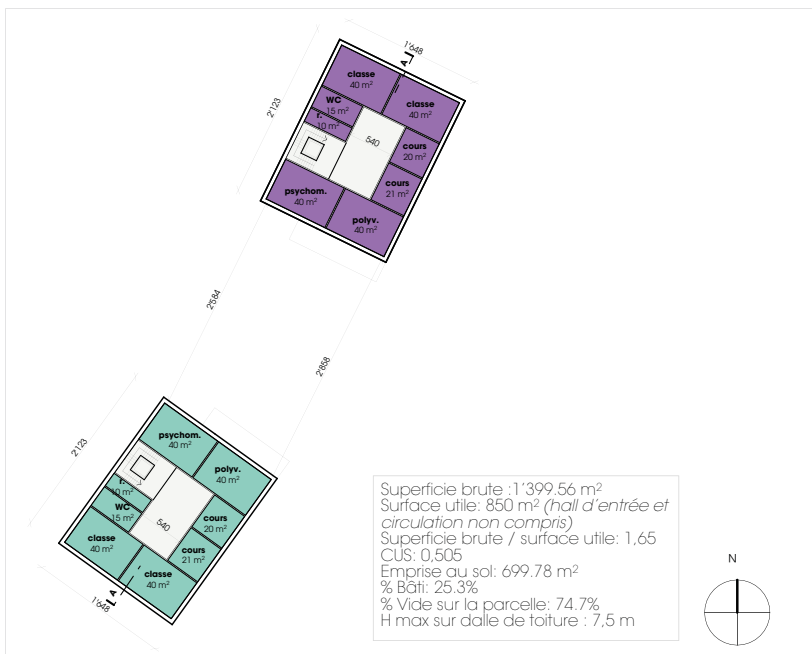 1'648
A
2'123
classe
40 m²
classe
40 m²
WC
15 m²
r.
10 m²
540
cours
20 m²
cours
21 m²
psychom.
40 m²
polyv.
40 m²
2'584
2'858
2'123
psychom.
40 m²
polyv.
40 m²
r.
10 m²
WC
15 m²
540
cours
20 m²
cours
21 m²
classe
40 m²
classe
40 m²
A
1'648
Superficie brute :1'399.56 m²
Surface utile: 850 m² (hall d'entrée et
circulation non compris)
Superficie brute / surface utile: 1,65
CUS: 0,505
Emprise au sol: 699.78 m²
% Bâti: 25.3%
% Vide sur la parcelle: 74.7%
H max sur dalle de toiture : 7,5 m
N